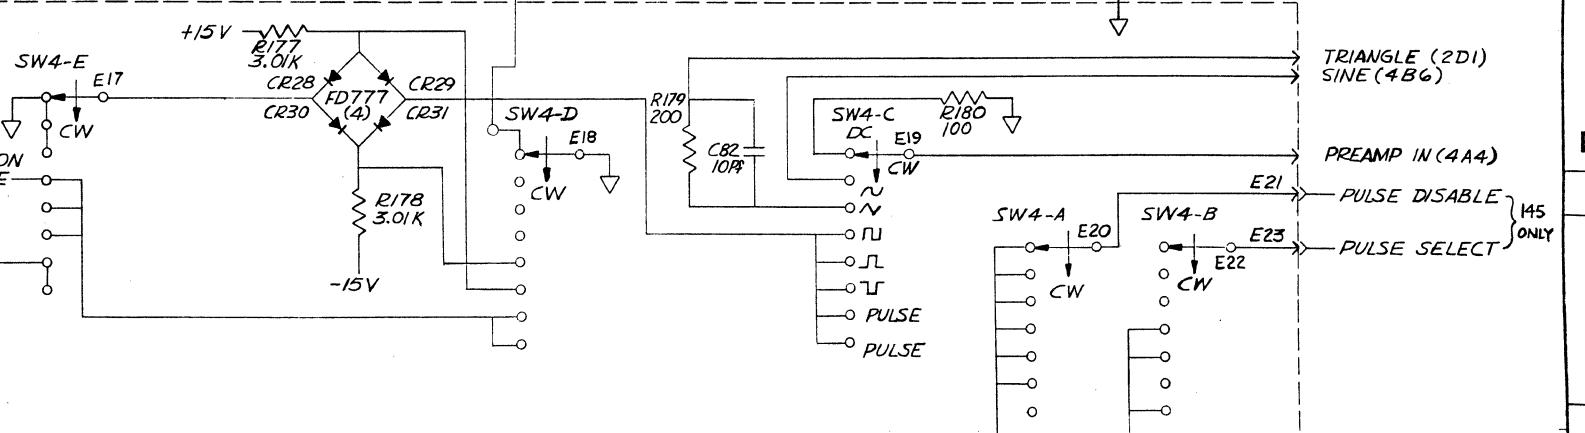 +15V
R177
3.01K
SW4-E
E17
CW
ON
E
CR28
CR29
FD777
(4)
CR30
CR31
R178
3.01K
-15V
SW4-D
E18
CW
R179
200
C82
10Pf
SW4-C
DC
E19
CW
R180
100
PULSE
PULSE
TRIANGLE (2D1)
SINE (4B6)
PREAMP IN (4A4)
E21
PULSE DISABLE
SW4-A
E20
CW
SW4-B
E23
E22
CW
PULSE SELECT
145
ONLY